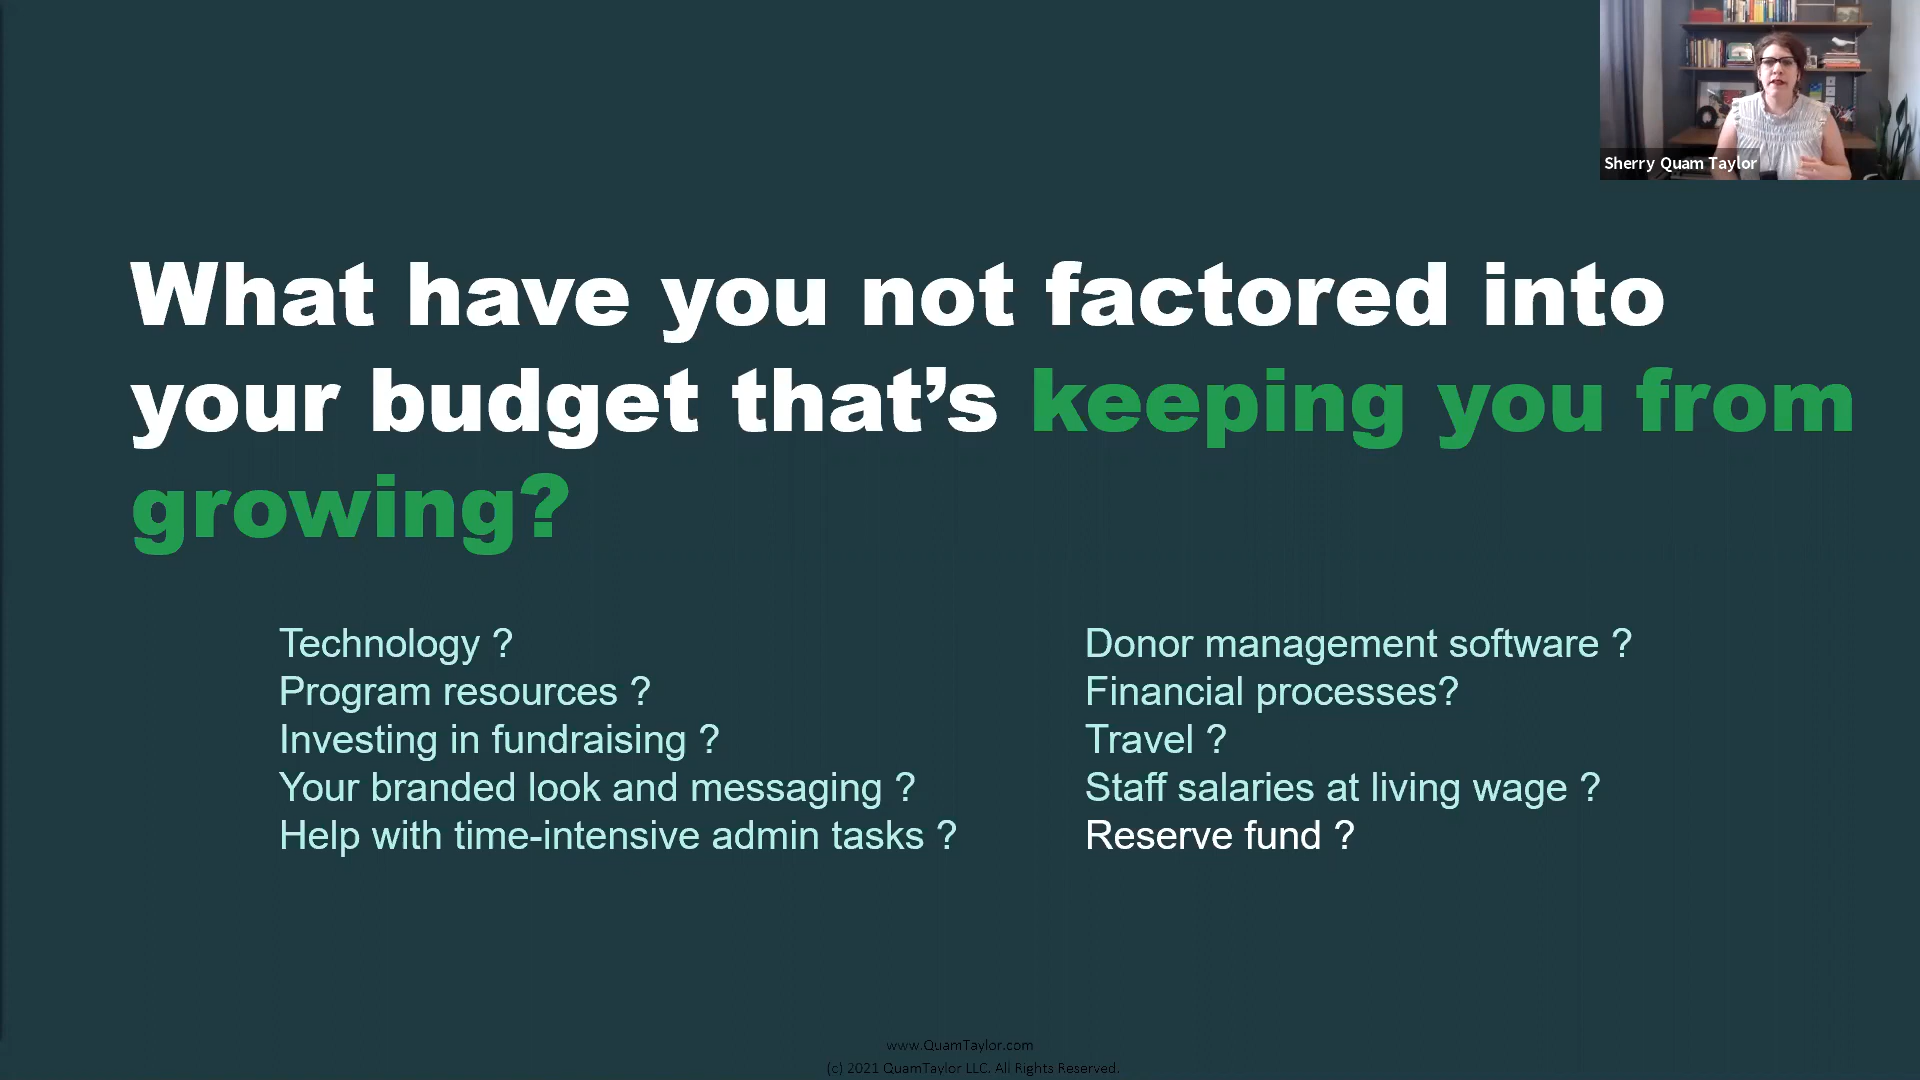 Sherry Quam Taylor
What have you not factored into
your budget that’s keeping you from
growing?
Technology ?
Program resources ?
Investing in fundraising ?
Your branded look and messaging ?
Help with time-intensive admin tasks ?
Donor management software ?
Financial processes?
Travel ?
Staff salaries at living wage ?
Reserve fund ?
www.QuamTaylor.com
(c) 2021 QuamTaylor LLC. All Rights Reserved.